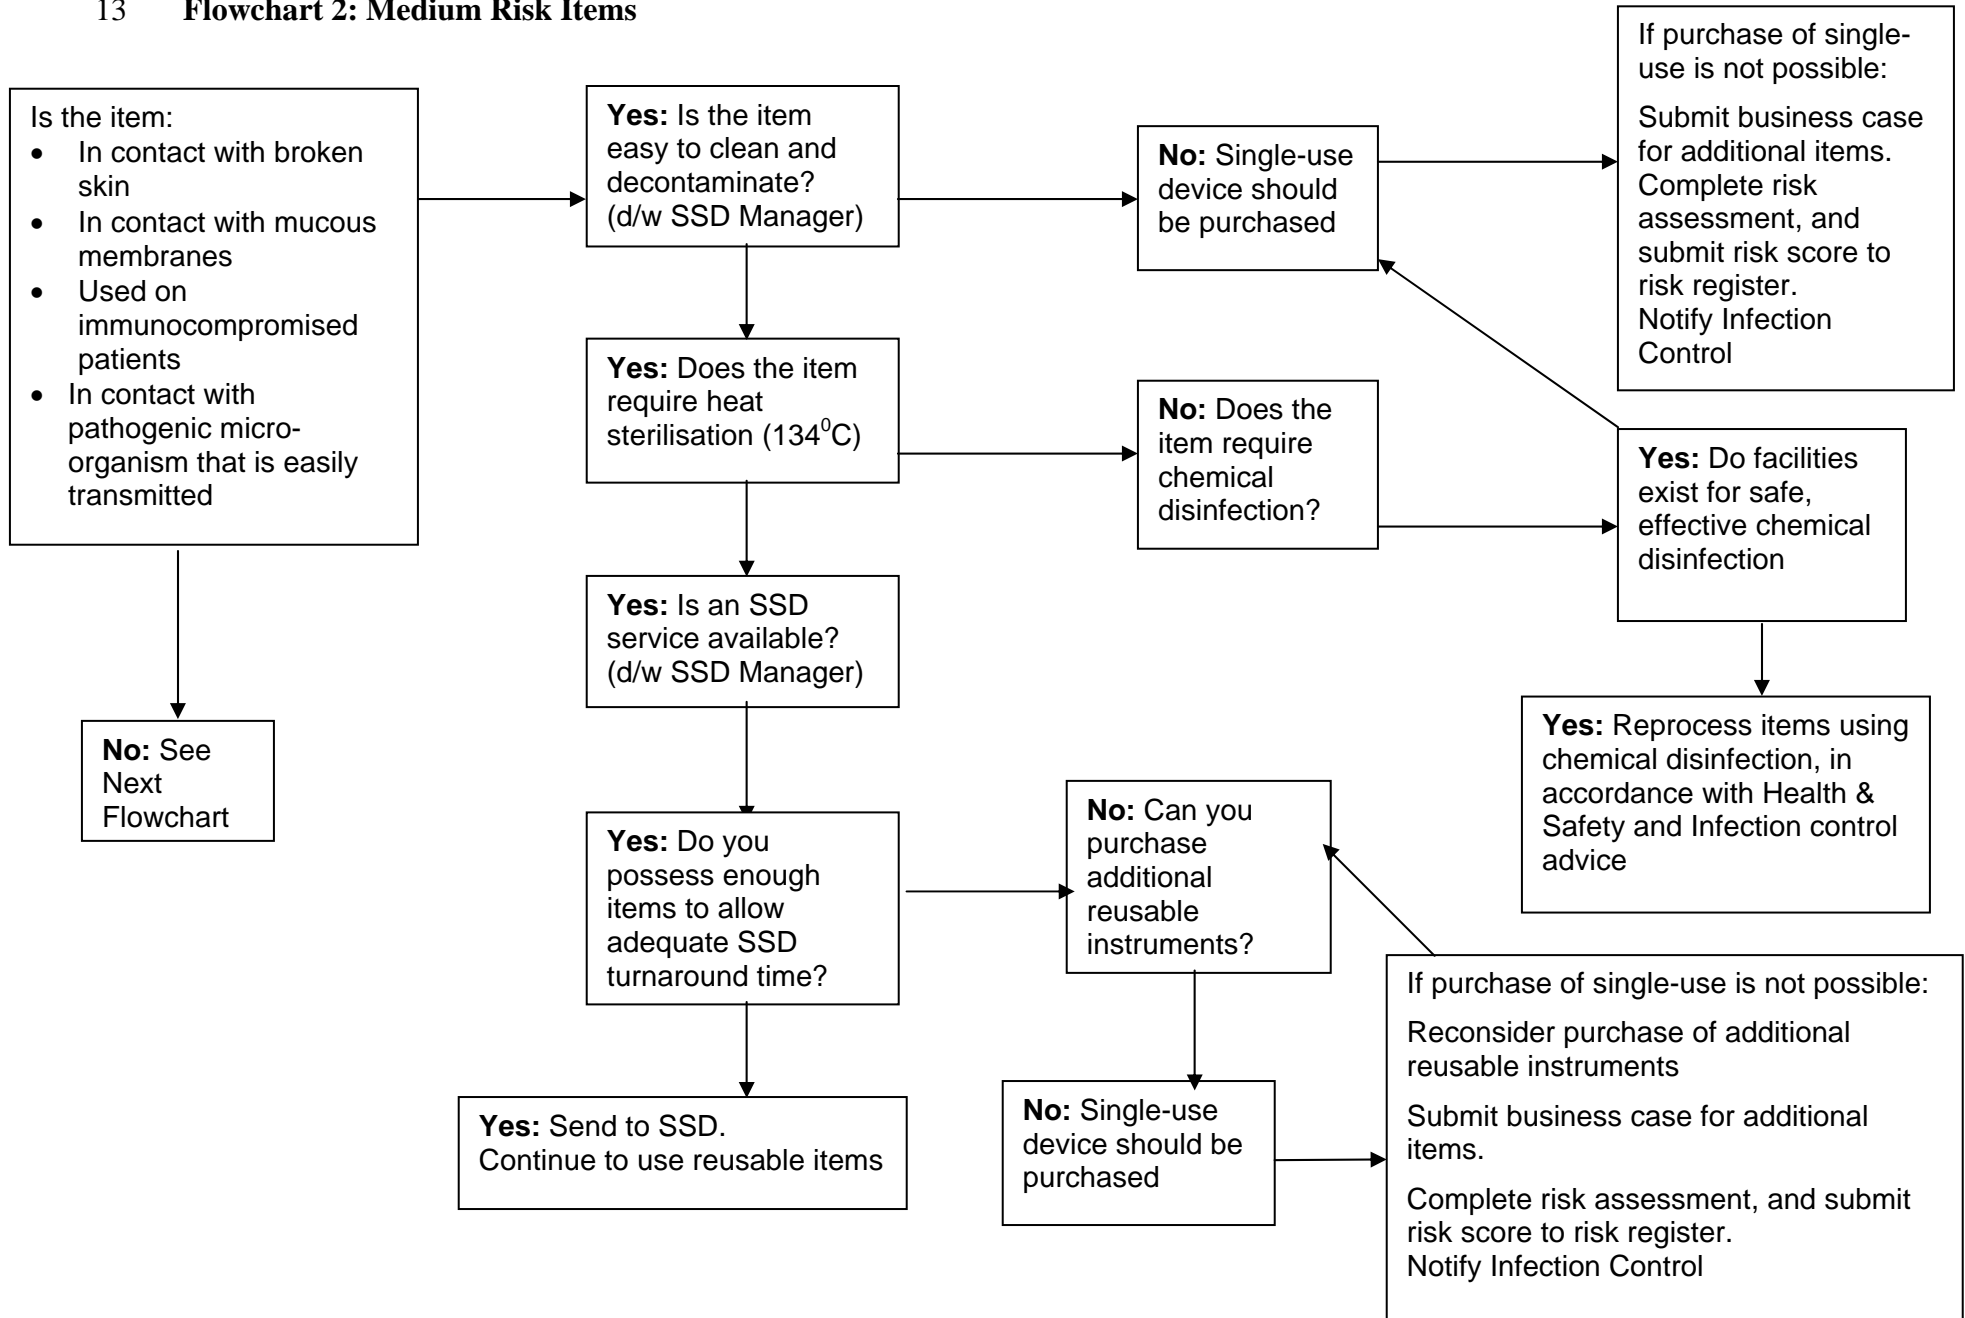 13 Flowchart 2: Medium Risk Items
Is the item:
• In contact with broken
skin
• In contact with mucous
membranes
• Used on
immunocompromised
patients
• In contact with
pathogenic micro-
organism that is easily
transmitted
No: See
Next
Flowchart
Yes: Is the item
easy to clean and
decontaminate?
(d/w SSD Manager)
Yes: Does the item
require heat
sterilisation (134⁰C)
Yes: Is an SSD
service available?
(d/w SSD Manager)
Yes: Do you
possess enough
items to allow
adequate SSD
turnaround time?
Yes: Send to SSD.
Continue to use reusable items
No: Single-use
device should
be purchased
No: Does the
item require
chemical
disinfection?
No: Can you
purchase
additional
reusable
instruments?
No: Single-use
device should be
purchased
If purchase of single-
use is not possible:
Submit business case
for additional items.
Complete risk
assessment, and
submit risk score to
risk register.
Notify Infection
Control
Yes: Do facilities
exist for safe,
effective chemical
disinfection
Yes: Reprocess items using
chemical disinfection, in
accordance with Health &
Safety and Infection control
advice
If purchase of single-use is not possible:
Reconsider purchase of additional
reusable instruments
Submit business case for additional
items.
Complete risk assessment, and submit
risk score to risk register.
Notify Infection Control